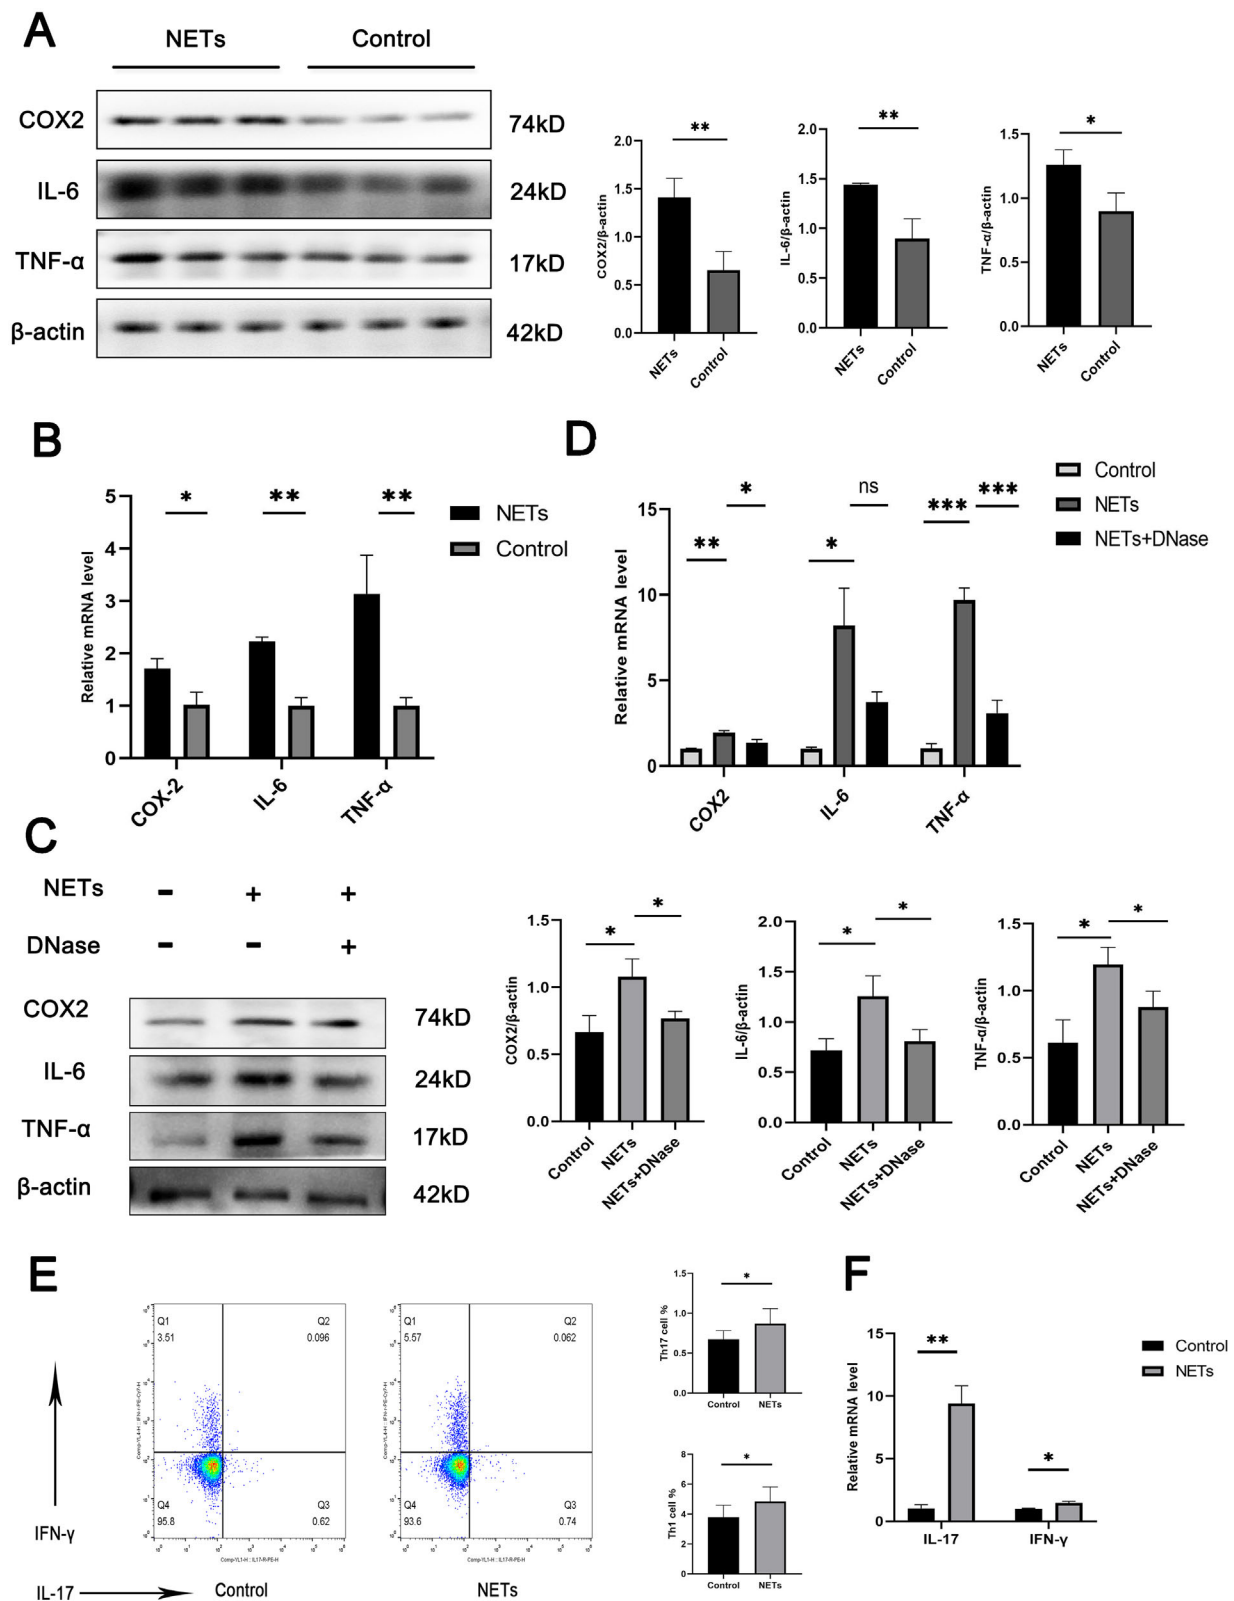 A
NETs Control
COX2 74kD
IL-6 24kD
TNF-α 17kD
β-actin 42kD
**
2.0
1.5
1.0
0.5
0.0
COX2/β-actin
NETs Control
**
2.0
1.5
1.0
0.5
0.0
IL-6/β-actin
NETs Control
*
1.5
1.0
0.5
0.0
TNF-α/β-actin
NETs Control
B
5
4
3
2
1
0
Relative mRNA level
* ** **
NETs
Control
COX-2 IL-6 TNF-α
D
Control
NETs
NETs+DNase
15
10
5
0
Relative mRNA level
** * * ns *** ***
COX2 IL-6 TNF-α
C
NETs - + +
DNase - - +
COX2 74kD
IL-6 24kD
TNF-α 17kD
β-actin 42kD
* *
1.5
1.0
0.5
0.0
COX2/β-actin
Control NETs NETs+DNase
* *
2.0
1.5
1.0
0.5
0.0
IL-6/β-actin
Control NETs NETs+DNase
* *
1.5
1.0
0.5
0.0
TNF-α/β-actin
Control NETs NETs+DNase
E
IFN-γ
IL-17
Q1
3.51
Q2
0.096
Q4
95.8
Q3
0.62
Comp-YL1-H :: IL17-R-PE-H
Control
Q1
5.57
Q2
0.062
Q4
93.6
Q3
0.74
Comp-YL1-H :: IL17-R-PE-H
NETs
*
1.5
1.0
0.5
0.0
Th17 cell %
Control NETs
*
8
6
4
2
0
Th1 cell %
Control NETs
F
15
10
5
0
Relative mRNA level
** *
Control
NETs
IL-17 IFN-γ